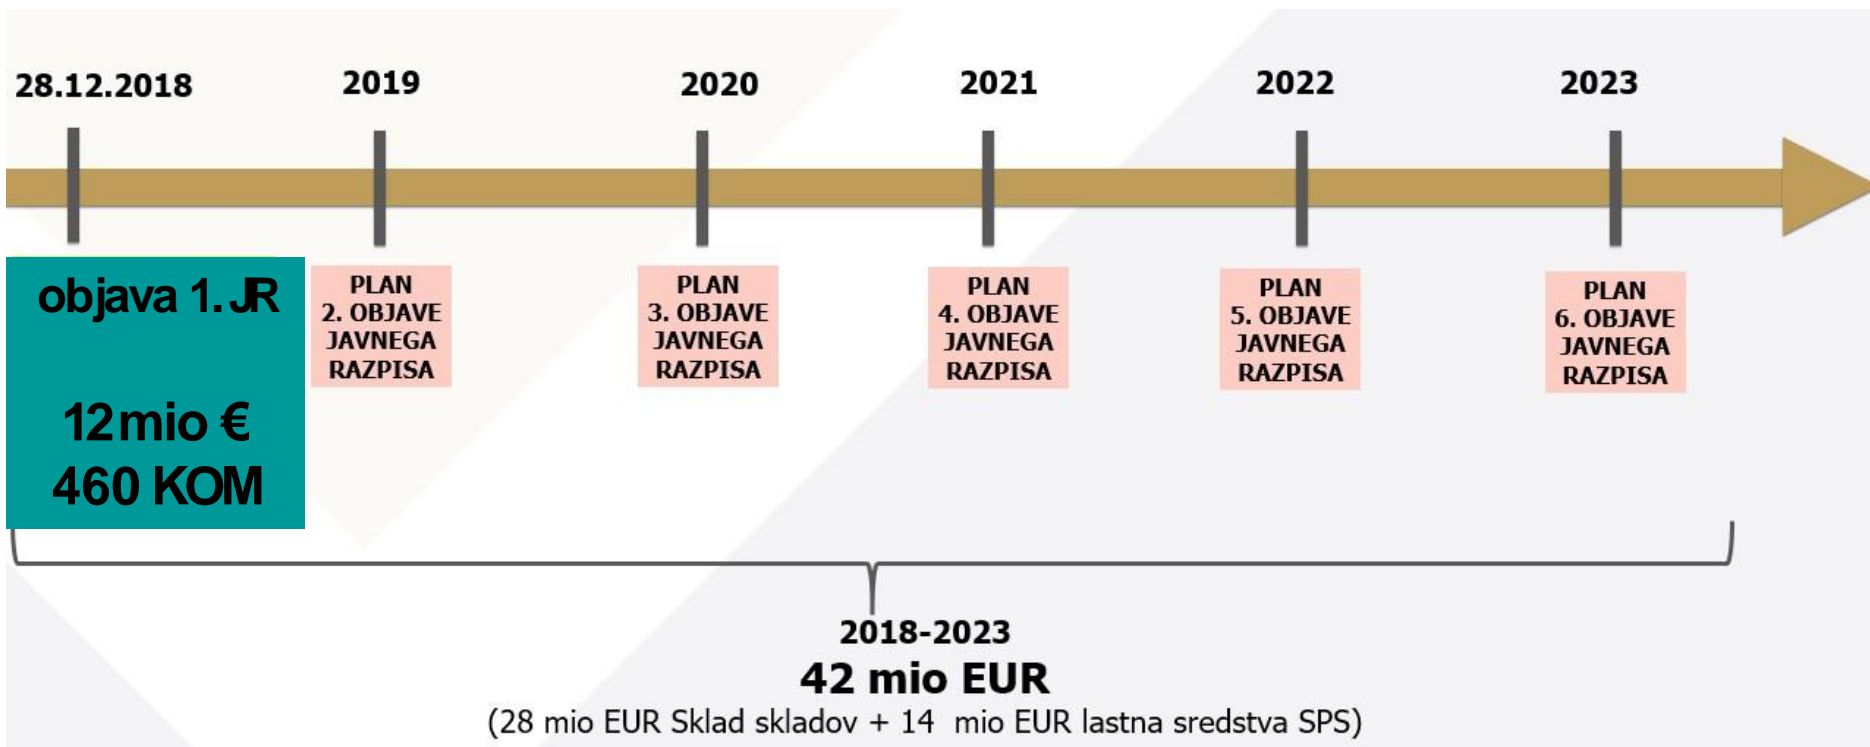 28.12.2018
2019
2020
2021
2022
2023
objava 1. JR
12 mio €
460 KOM
PLAN
2. OBJAVE
JAVNEGA
RAZPISA
PLAN
3. OBJAVE
JAVNEGA
RAZPISA
PLAN
4. OBJAVE
JAVNEGA
RAZPISA
PLAN
5. OBJAVE
JAVNEGA
RAZPISA
PLAN
6. OBJAVE
JAVNEGA
RAZPISA
2018-2023
42 mio EUR
(28 mio EUR Sklad skladov + 14 mio EUR lastna sredstva SPS)